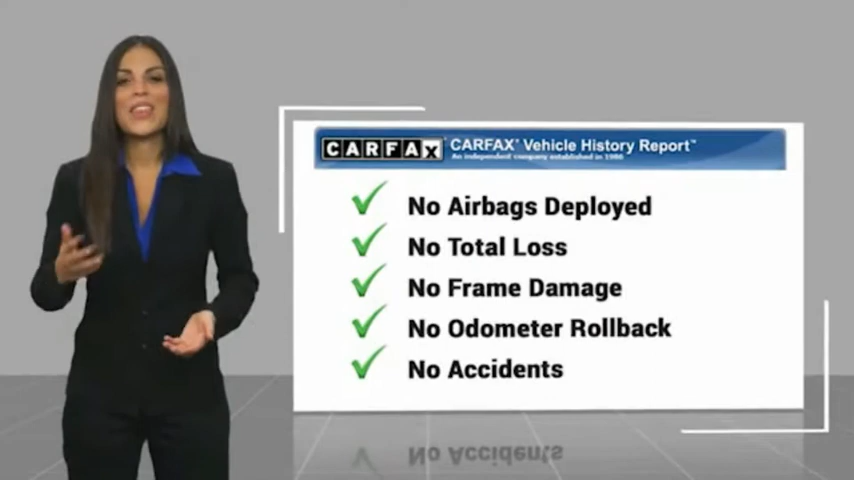 CARFAX CARFAX® Vehicle History Report™
An independent company established in 1986
No Airbags Deployed
No Total Loss
No Frame Damage
No Odometer Rollback
No Accidents
No Accidents